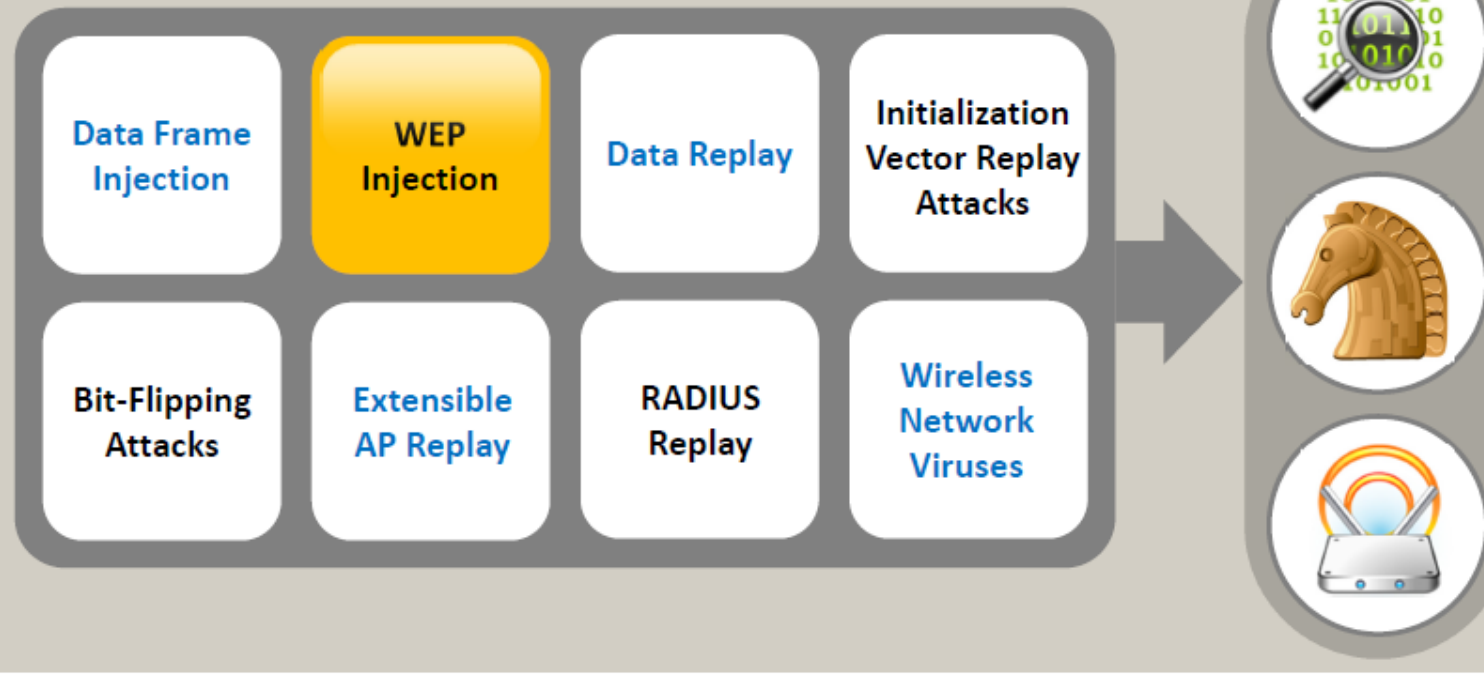 Data Frame
Injection
WEP
Injection
Data Replay
Initialization
Vector Replay
Attacks
Bit-Flipping
Attacks
Extensible
AP Replay
RADIUS
Replay
Wireless
Network
Viruses